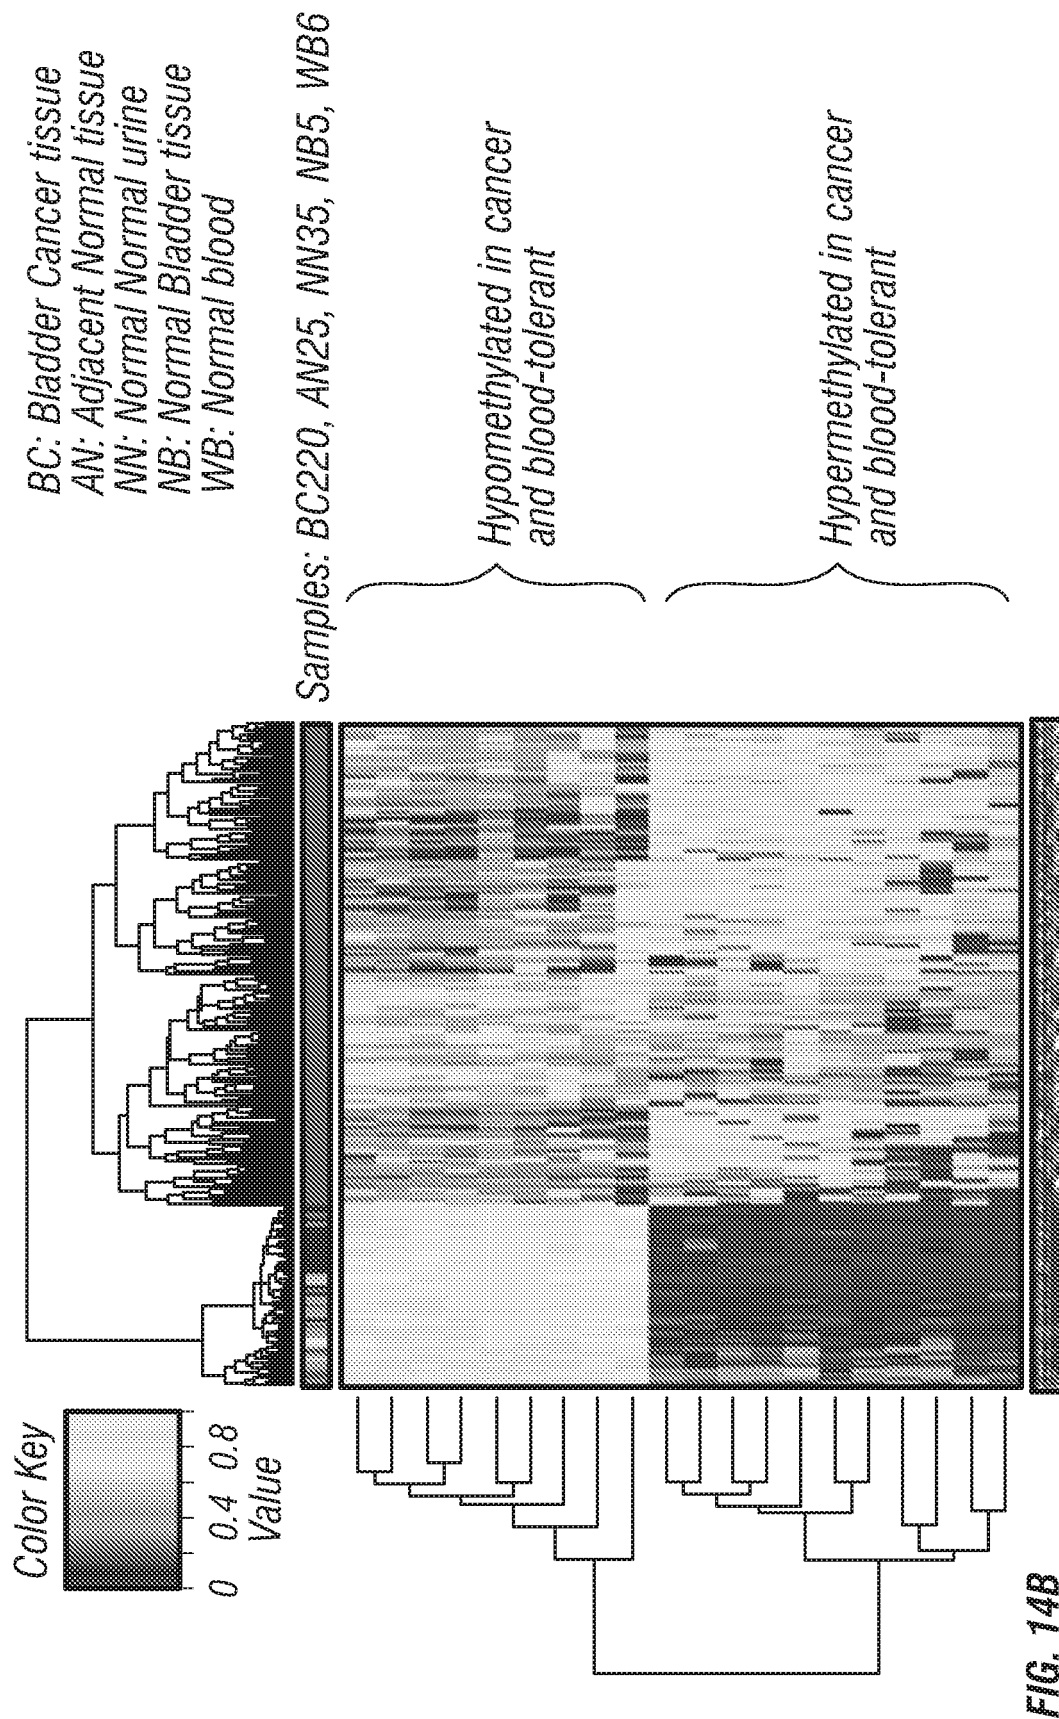 Color Key
0 0.4 0.8
Value
BC: Bladder Cancer tissue
AN: Adjacent Normal tissue
NN: Normal Normal urine
NB: Normal Bladder tissue
WB: Normal blood
Samples: BC220, AN25, NN35, NB5, WB6
Hypomethylated in cancer
and blood-tolerant
Hypermethylated in cancer
and blood-tolerant
FIG. 14B